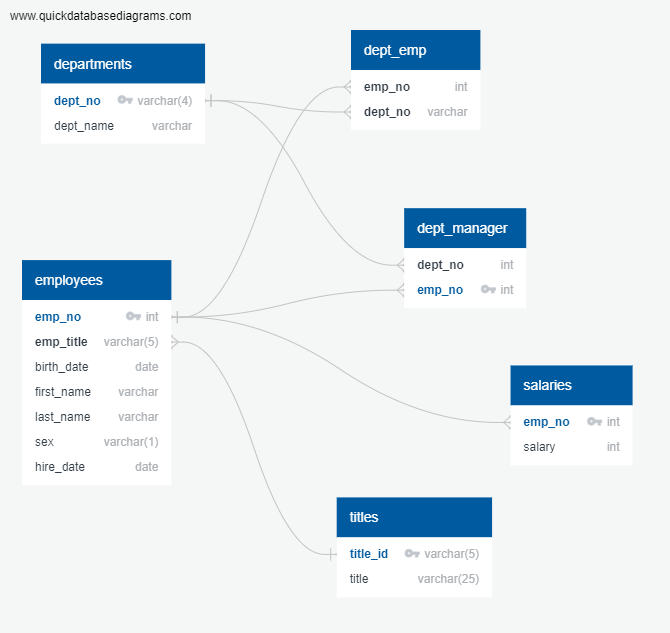 www.quickdatabasediagrams.com
departments
dept_no varchar(4)
dept_name varchar
dept_emp
emp_no int
dept_no varchar
dept_manager
dept_no int
emp_no int
employees
emp_no int
emp_title varchar(5)
birth_date date
first_name varchar
last_name varchar
sex varchar(1)
hire_date date
salaries
emp_no int
salary int
titles
title_id varchar(5)
title varchar(25)